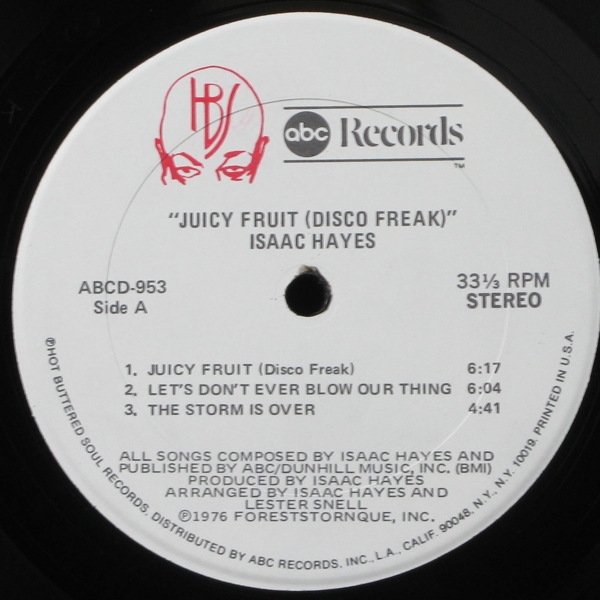 HBS
abc Records
™
"JUICY FRUIT (DISCO FREAK)"
ISAAC HAYES
ABCD-953
Side A
33⅓ RPM
STEREO
1. JUICY FRUIT (Disco Freak) 6:17
2. LET'S DON'T EVER BLOW OUR THING 6:04
3. THE STORM IS OVER 4:41
ALL SONGS COMPOSED BY ISAAC HAYES AND
PUBLISHED BY ABC/DUNHILL MUSIC, INC. (BMI)
PRODUCED BY ISAAC HAYES
ARRANGED BY ISAAC HAYES AND
LESTER SNELL
℗1976 FORESTSTORNQUE, INC.
℗HOT BUTTERED SOUL RECORDS. DISTRIBUTED BY ABC RECORDS. INC., L.A., CALIF. 90048. N.Y., N.Y. 10019. PRINTED IN U.S.A.